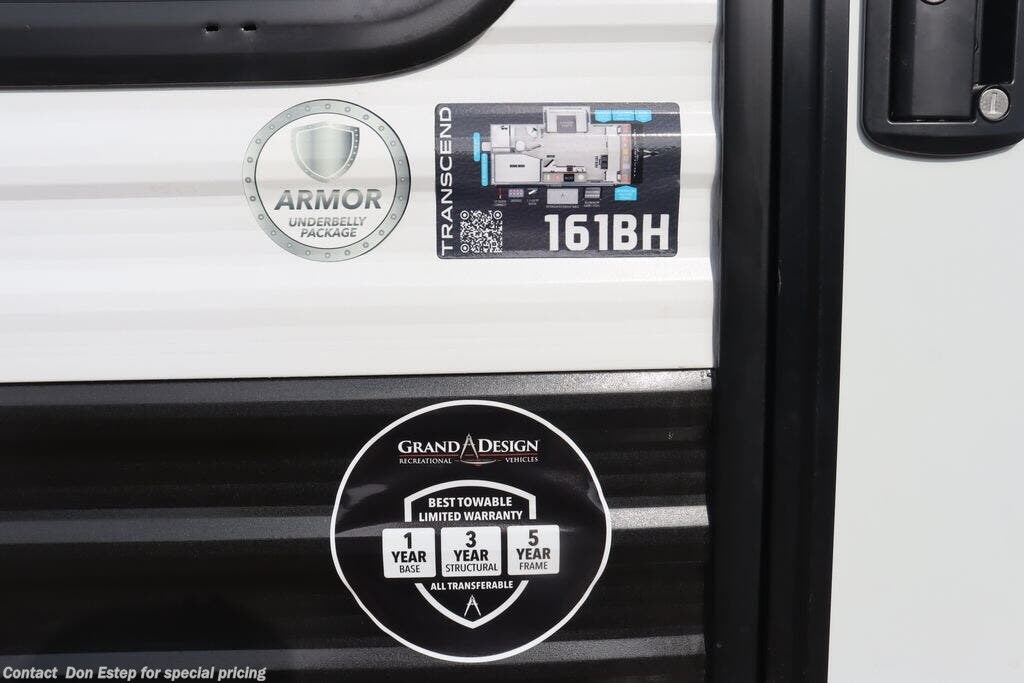 ARMOR
UNDERBELLY
PACKAGE
TRANSCEND
161BH
GRAND DESIGN
RECREATIONAL VEHICLES
BEST TOWABLE
LIMITED WARRANTY
1
YEAR
BASE
3
YEAR
STRUCTURAL
5
YEAR
FRAME
ALL TRANSFERABLE
Contact Don Estep for special pricing